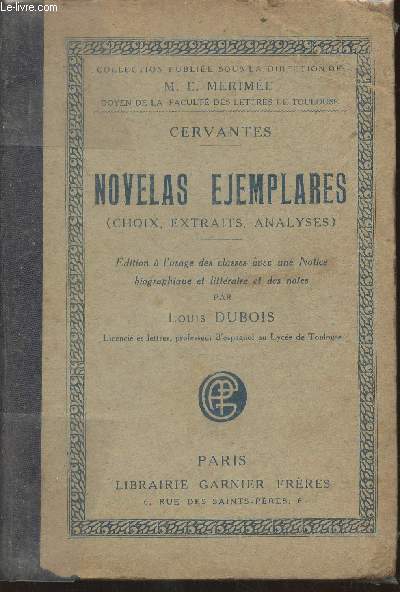 Le-livre.com
COLLECTION PUBLIÉE SOUS LA DIRECTION DE
M. E. MÉRIMÉE
DOYEN DE LA FACULTÉ DES LETTRES DE TOULOUSE
CERVANTES
NOVELAS EJEMPLARES
(CHOIX, EXTRAITS, ANALYSES)
Edition à l'usage des classes avec une Notice
biographique et littéraire et des notes
PAR
LOUIS DUBOIS
Licencié ès lettres, professeur d'espagnol au Lycée de Toulouse
PARIS
LIBRAIRIE GARNIER FRÈRES
6, RUE DES SAINTS-PÈRES, 6